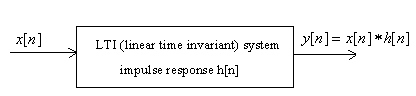 x[n]
LTI (linear time invariant) system
impulse response h[n]
y[n] = x[n]*h[n]